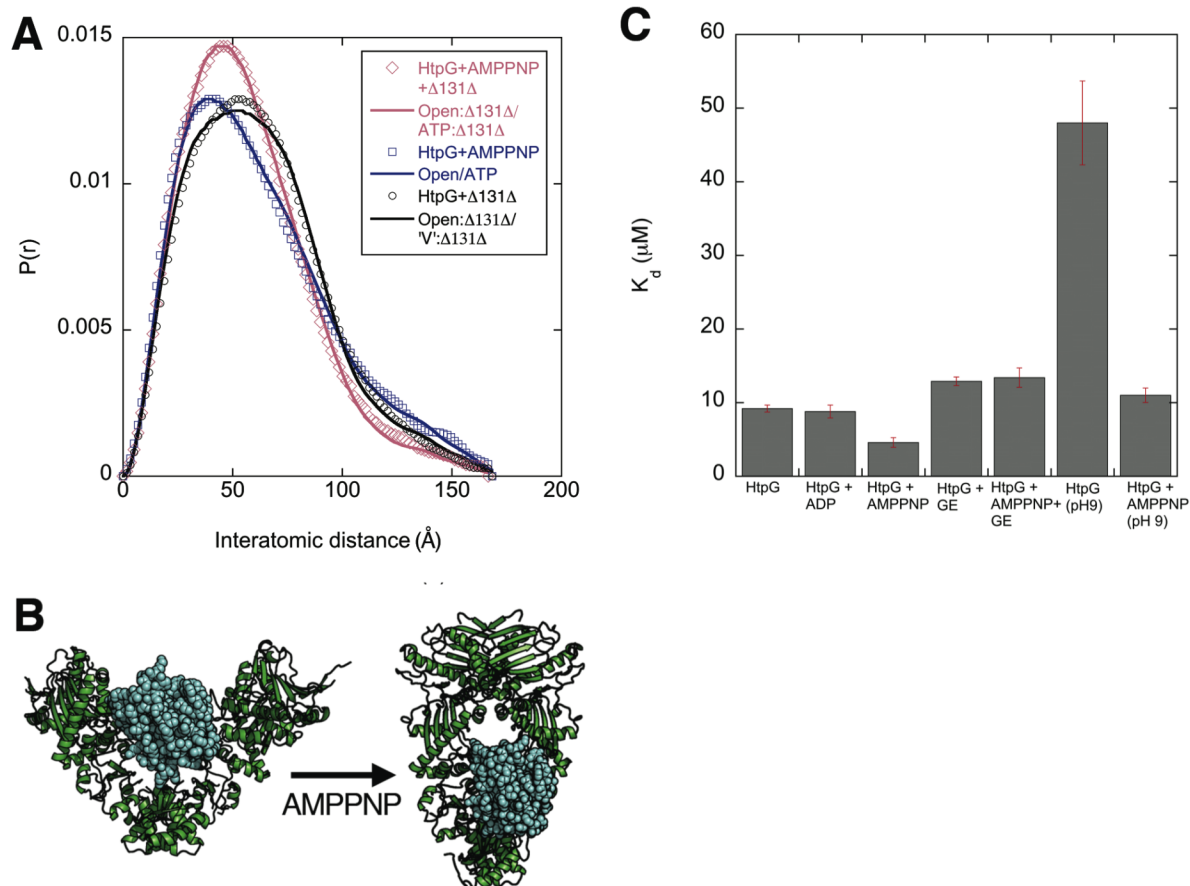 A
0.015
0.01
0.005
0
P(r)
0
50
100
150
200
Interatomic distance (Å)
HtpG+AMPPNP
+Δ131Δ
Open:Δ131Δ/
ATP:Δ131Δ
HtpG+AMPPNP
Open/ATP
HtpG+Δ131Δ
Open:Δ131Δ/
'V':Δ131Δ
B
AMPPNP
C
60
50
40
30
20
10
0
K_d (μM)
HtpG
HtpG +
ADP
HtpG +
AMPPNP
HtpG +
GE
HtpG +
AMPPNP+
GE
HtpG
(pH9)
HtpG +
AMPPNP
(pH 9)